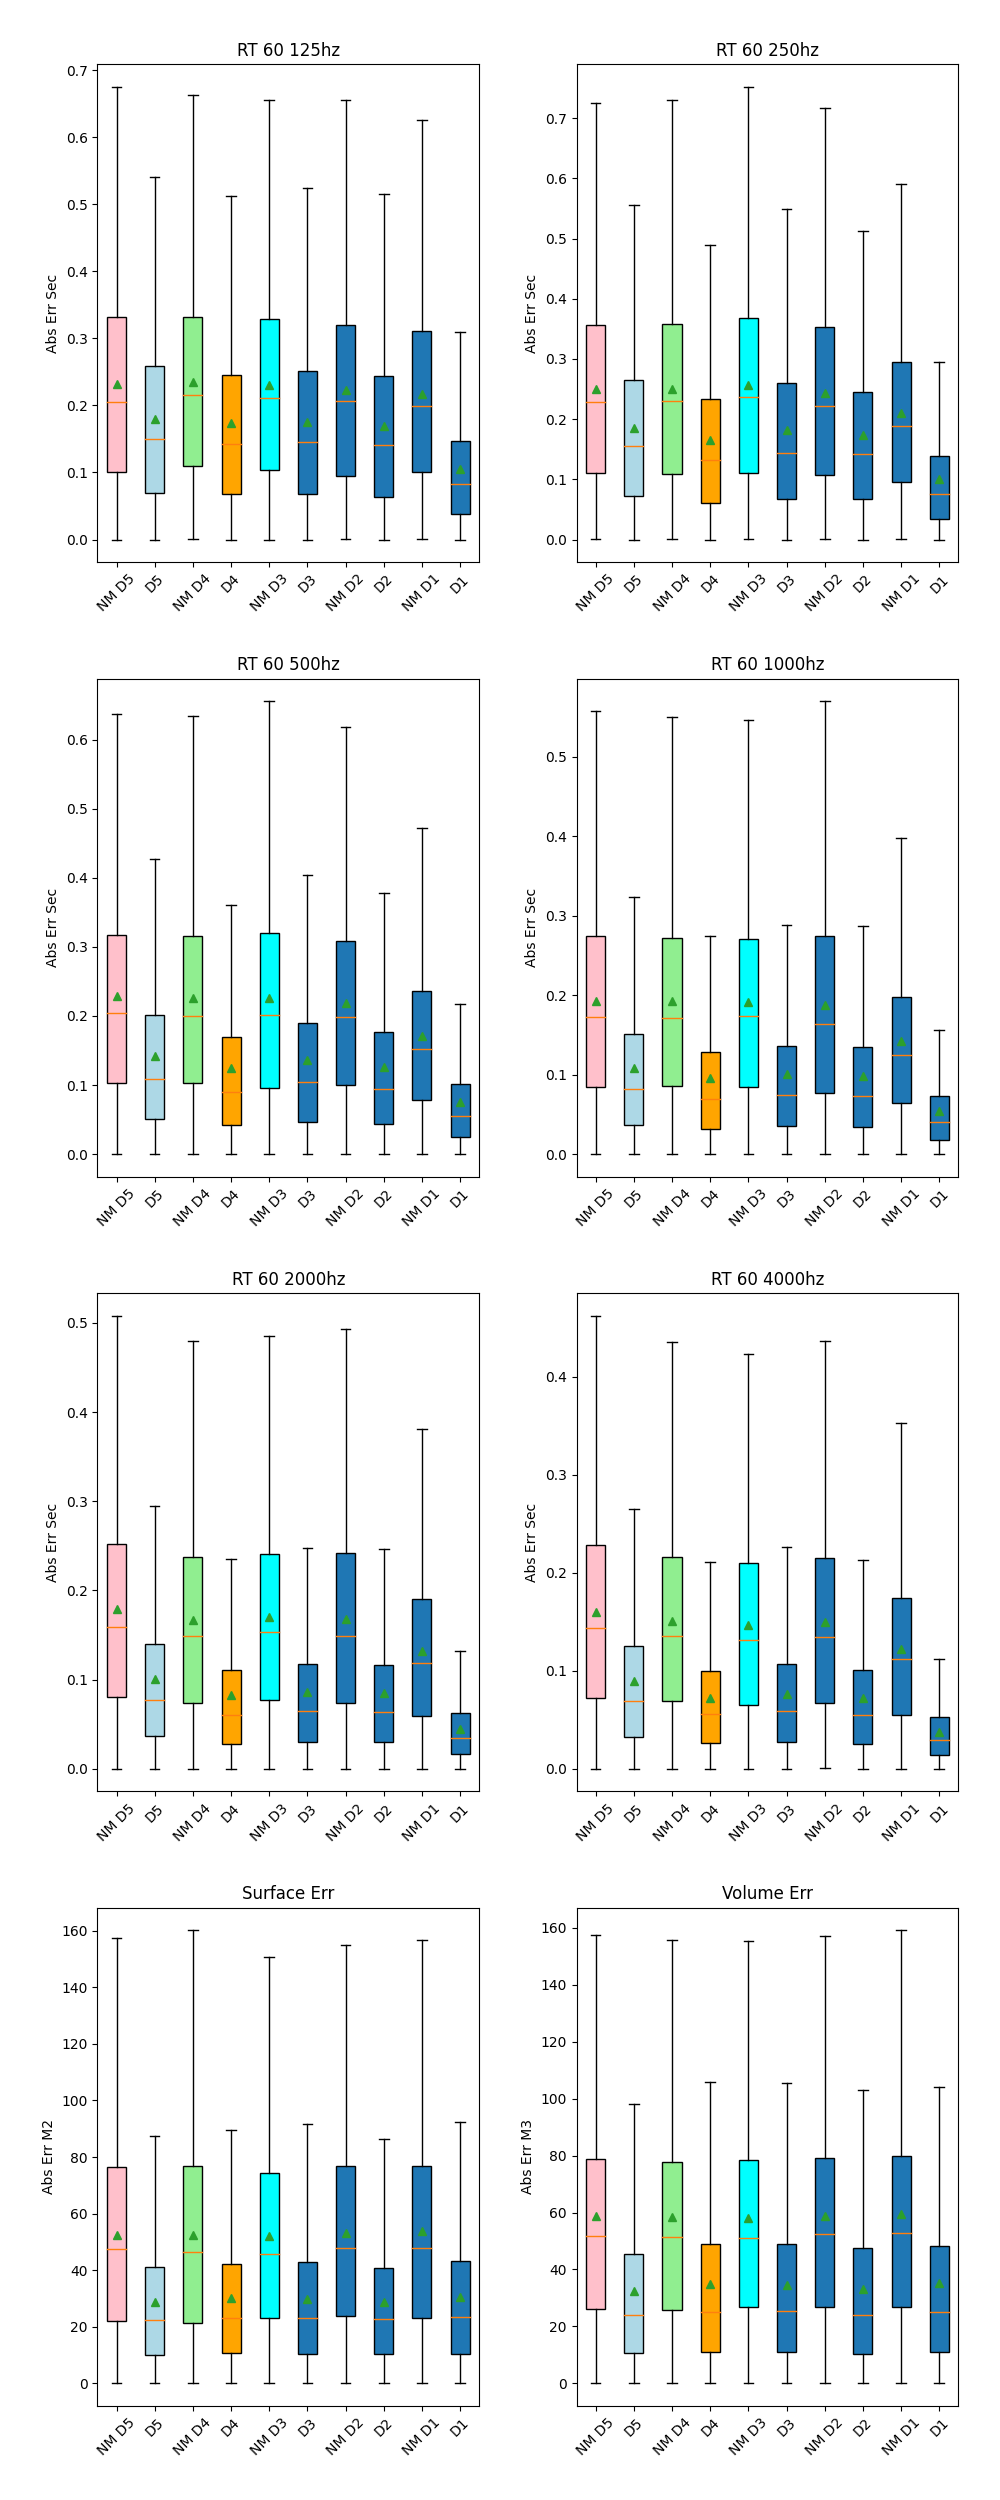 RT 60 125hz
Abs Err Sec
0.7
0.6
0.5
0.4
0.3
0.2
0.1
0.0
NM D5 D5 NM D4 D4 NM D3 D3 NM D2 D2 NM D1 D1
RT 60 250hz
Abs Err Sec
0.7
0.6
0.5
0.4
0.3
0.2
0.1
0.0
NM D5 D5 NM D4 D4 NM D3 D3 NM D2 D2 NM D1 D1
RT 60 500hz
Abs Err Sec
0.6
0.5
0.4
0.3
0.2
0.1
0.0
NM D5 D5 NM D4 D4 NM D3 D3 NM D2 D2 NM D1 D1
RT 60 1000hz
Abs Err Sec
0.5
0.4
0.3
0.2
0.1
0.0
NM D5 D5 NM D4 D4 NM D3 D3 NM D2 D2 NM D1 D1
RT 60 2000hz
Abs Err Sec
0.5
0.4
0.3
0.2
0.1
0.0
NM D5 D5 NM D4 D4 NM D3 D3 NM D2 D2 NM D1 D1
RT 60 4000hz
Abs Err Sec
0.4
0.3
0.2
0.1
0.0
NM D5 D5 NM D4 D4 NM D3 D3 NM D2 D2 NM D1 D1
Surface Err
Abs Err M2
160
140
120
100
80
60
40
20
0
NM D5 D5 NM D4 D4 NM D3 D3 NM D2 D2 NM D1 D1
Volume Err
Abs Err M3
160
140
120
100
80
60
40
20
0
NM D5 D5 NM D4 D4 NM D3 D3 NM D2 D2 NM D1 D1